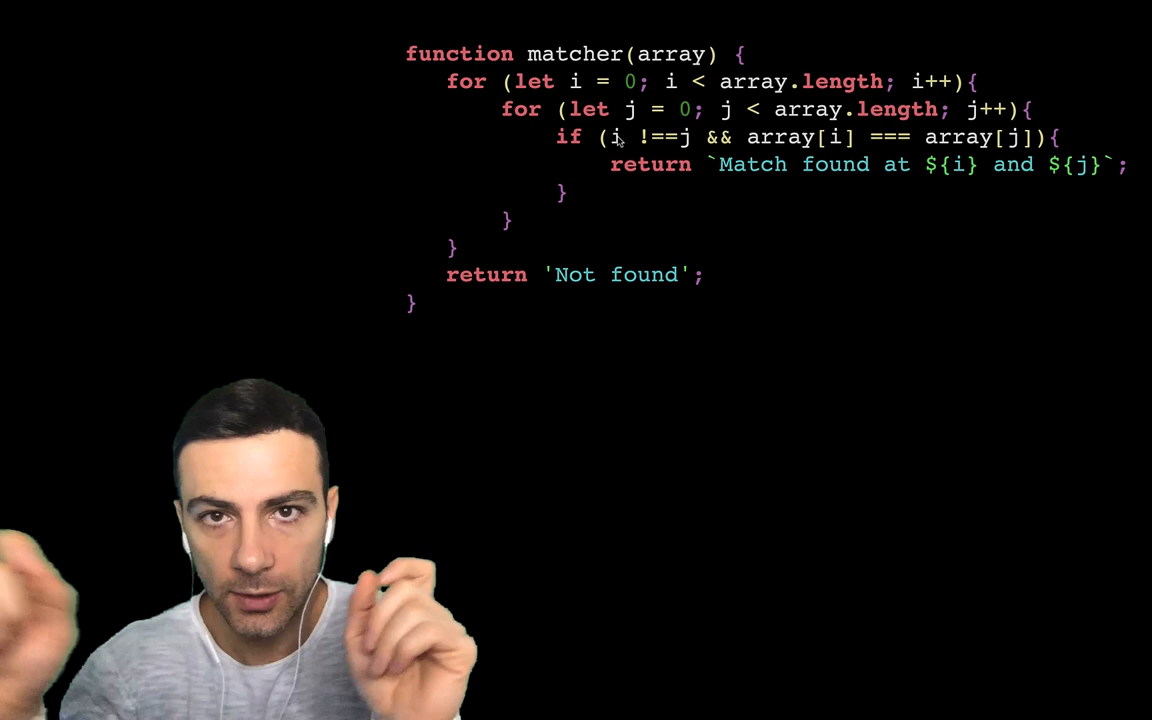 function matcher(array) {
for (let i = 0; i < array.length; i++){
for (let j = 0; j < array.length; j++){
if (i !==j && array[i] === array[j]){
return `Match found at ${i} and ${j}`;
}
}
}
return 'Not found';
}